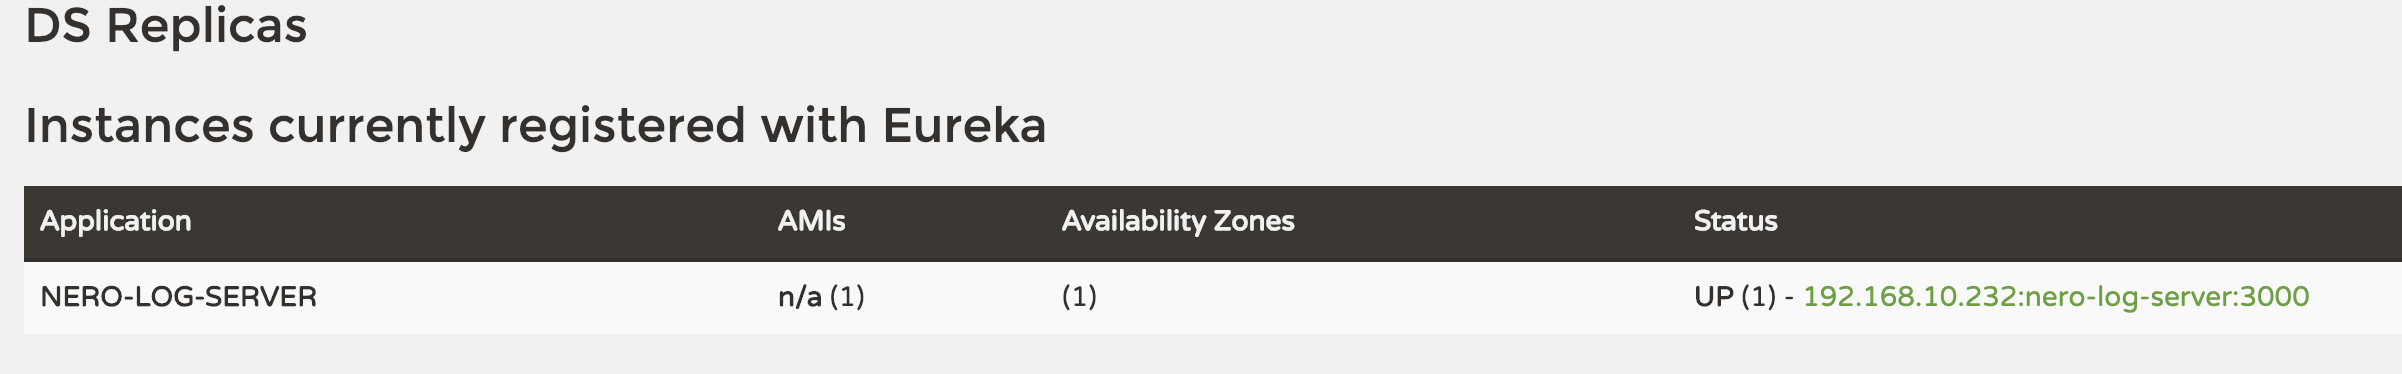 DS Replicas
Instances currently registered with Eureka
Application AMIs Availability Zones Status
NERO-LOG-SERVER n/a (1) (1) UP (1) - 192.168.10.232:nero-log-server:3000